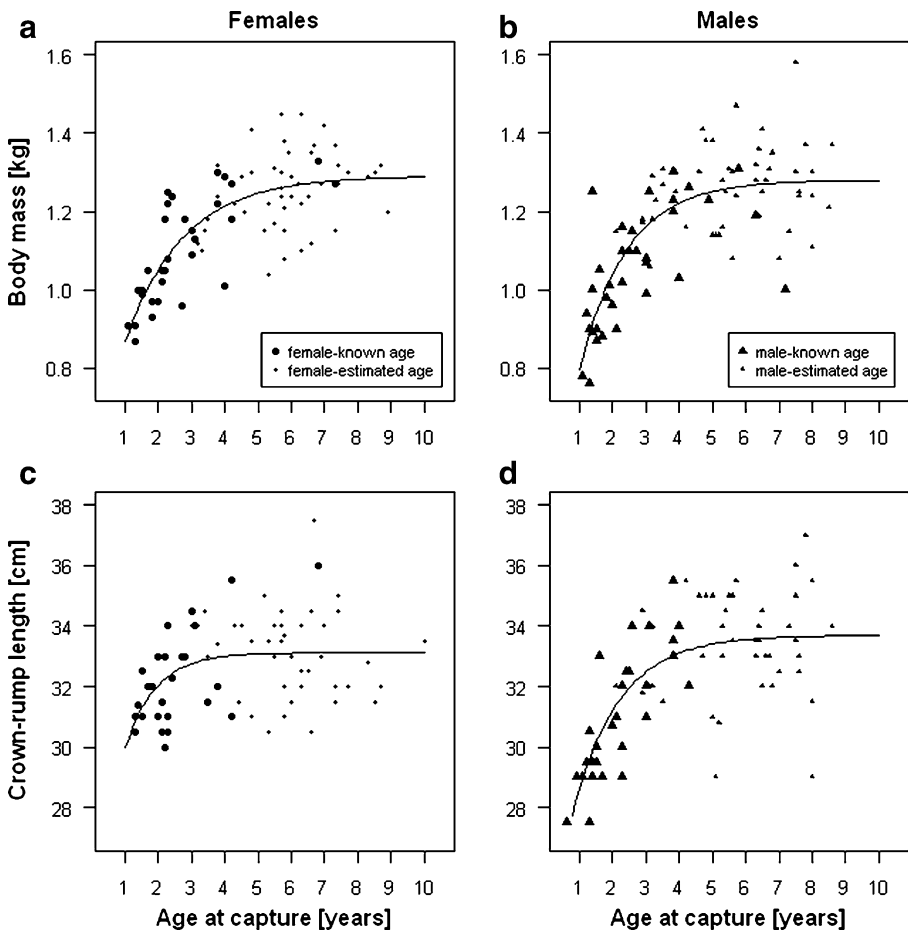 Females
Males
a
b
Body mass [kg]
1.6
1.4
1.2
1.0
0.8
female-known age
female-estimated age
1 2 3 4 5 6 7 8 9 10
1.6
1.4
1.2
1.0
0.8
male-known age
male-estimated age
1 2 3 4 5 6 7 8 9 10
c
d
Crown-rump length [cm]
38
36
34
32
30
28
1 2 3 4 5 6 7 8 9 10
Age at capture [years]
38
36
34
32
30
28
1 2 3 4 5 6 7 8 9 10
Age at capture [years]